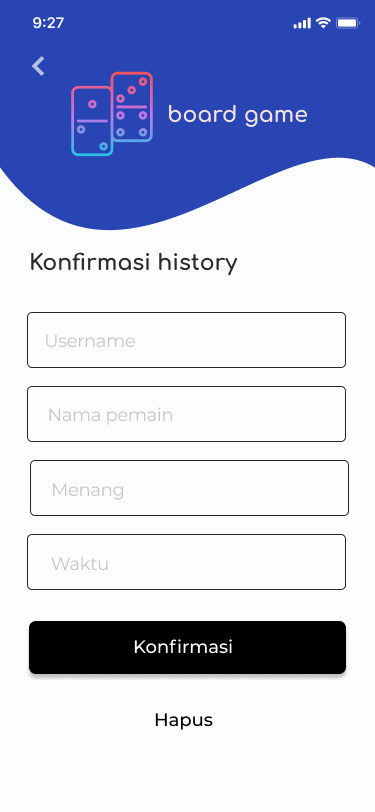 9:27
board game
Konfirmasi history
Username
Nama pemain
Menang
Waktu
Konfirmasi
Hapus